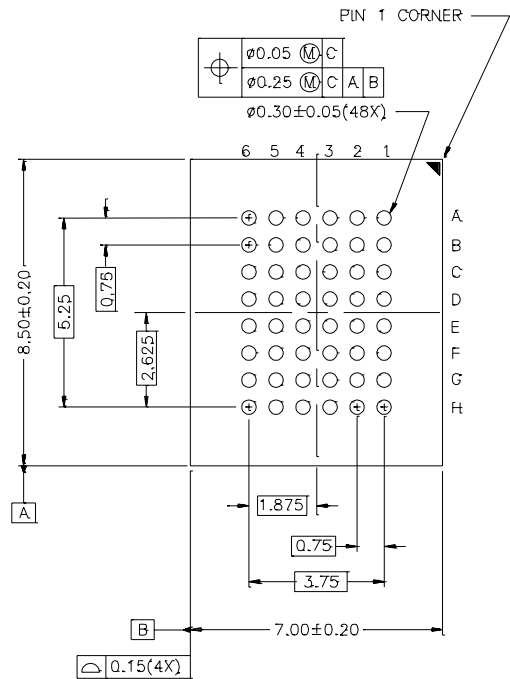 PIN 1 CORNER
Ø0.05 Ⓜ C
Ø0.25 Ⓜ C A B
Ø0.30±0.05(48X)
6 5 4 3 2 1
A
B
C
D
E
F
G
H
8.50±0.20
5.25
0.75
2.625
A
1.875
0.75
3.75
B
7.00±0.20
0.15(4X)